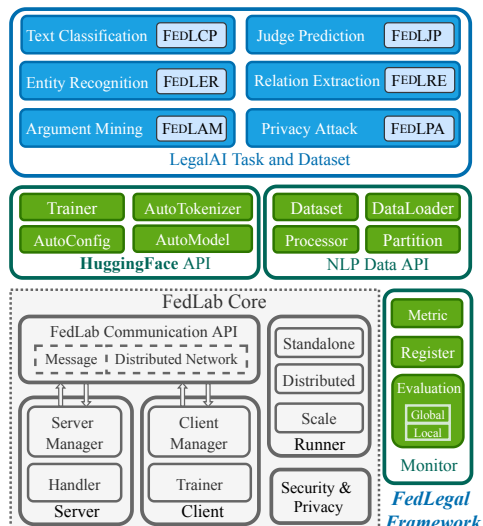 Text Classification FEDLCP Judge Prediction FEDLJP
Entity Recognition FEDLER Relation Extraction FEDLRE
Argument Mining FEDLAM Privacy Attack FEDLPA
LegalAI Task and Dataset
Trainer AutoTokenizer
AutoConfig AutoModel
HuggingFace API
Dataset DataLoader
Processor Partition
NLP Data API
FedLab Core
FedLab Communication API
Message Distributed Network
Server
Manager
Handler
Server
Client
Manager
Trainer
Client
Standalone
Distributed
Scale
Runner
Security &
Privacy
Metric
Register
Evaluation
Global
Local
Monitor
FedLegal
Framework